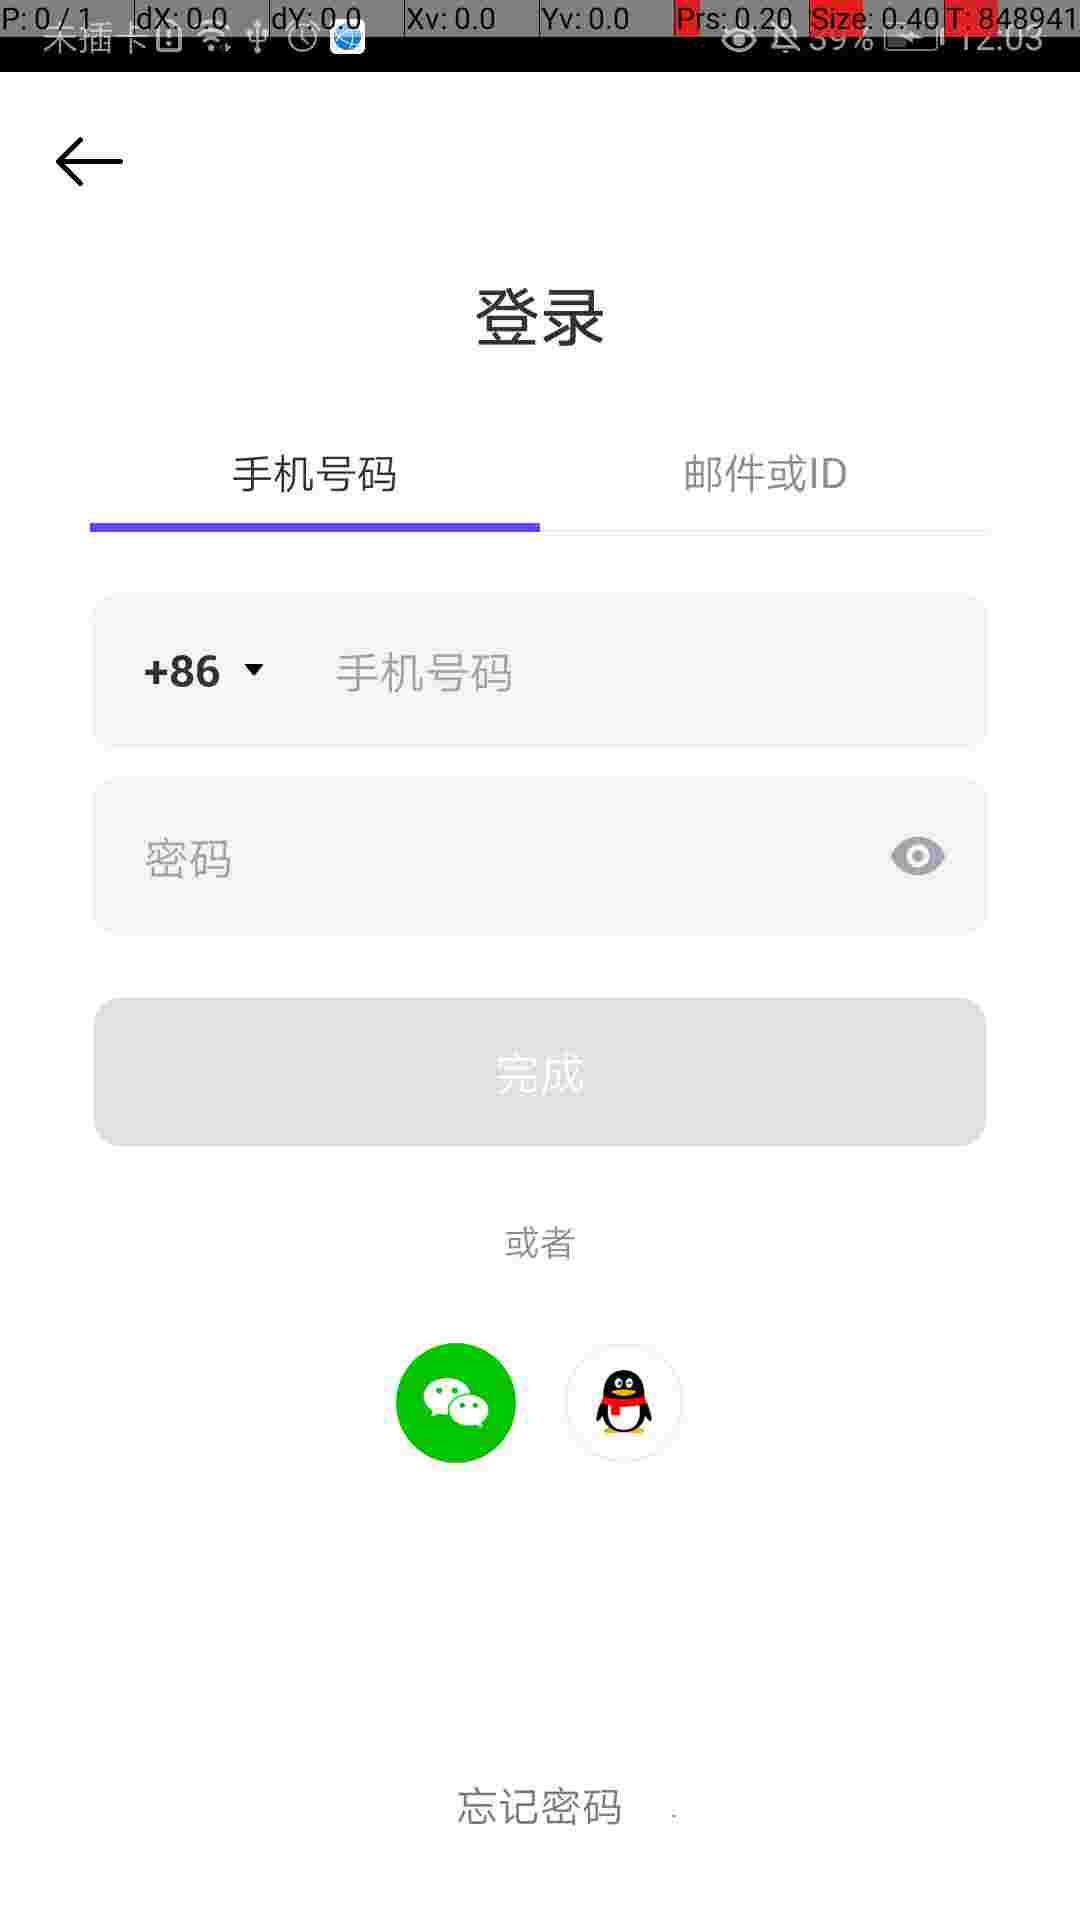 P: 0 / 1 dX: 0.0 dY: 0.0 Xv: 0.0 Yv: 0.0 Prs: 0.20 Size: 0.40 T: 848941
未插卡 39% 12:03
登录
手机号码 邮件或ID
+86 手机号码
密码
完成
或者
忘记密码